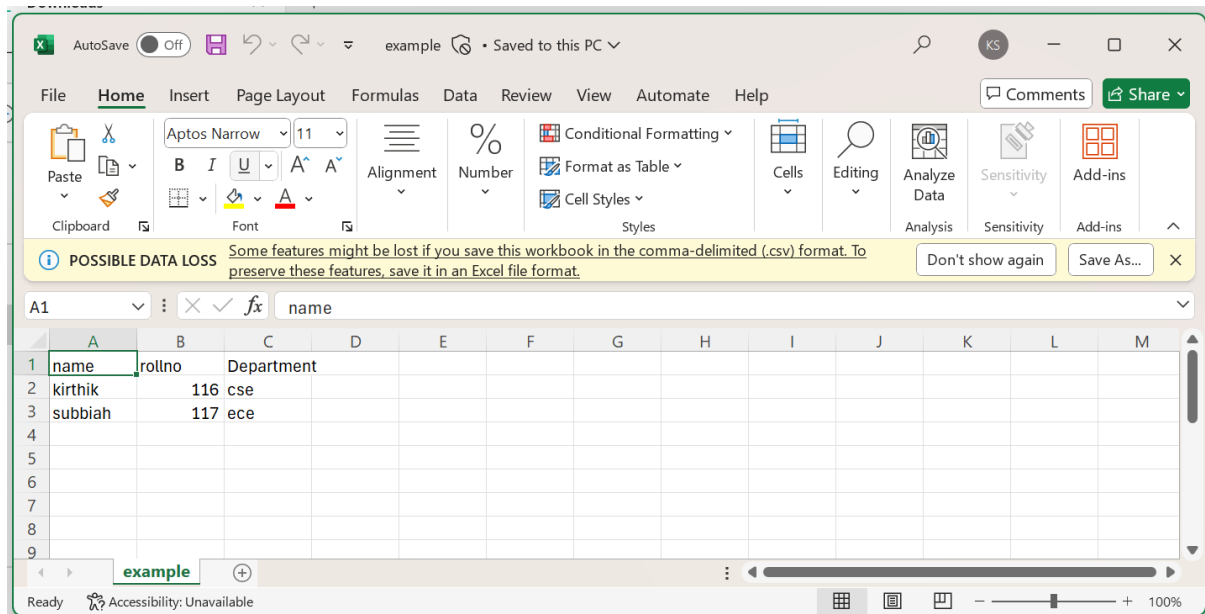 AutoSave Off example • Saved to this PC KS
File Home Insert Page Layout Formulas Data Review View Automate Help Comments Share
Paste Aptos Narrow 11 B I U A A Alignment % Number Conditional Formatting Format as Table Cell Styles Cells Editing Analyze Data Sensitivity Add-ins
Clipboard Font Styles Analysis Sensitivity Add-ins
POSSIBLE DATA LOSS Some features might be lost if you save this workbook in the comma-delimited (.csv) format. To
preserve these features, save it in an Excel file format. Don't show again Save As...
A1 fx name
A B C D E F G H I J K L M
1 name rollno Department
2 kirthik 116 cse
3 subbiah 117 ece
4
5
6
7
8
9
example
Ready Accessibility: Unavailable 100%